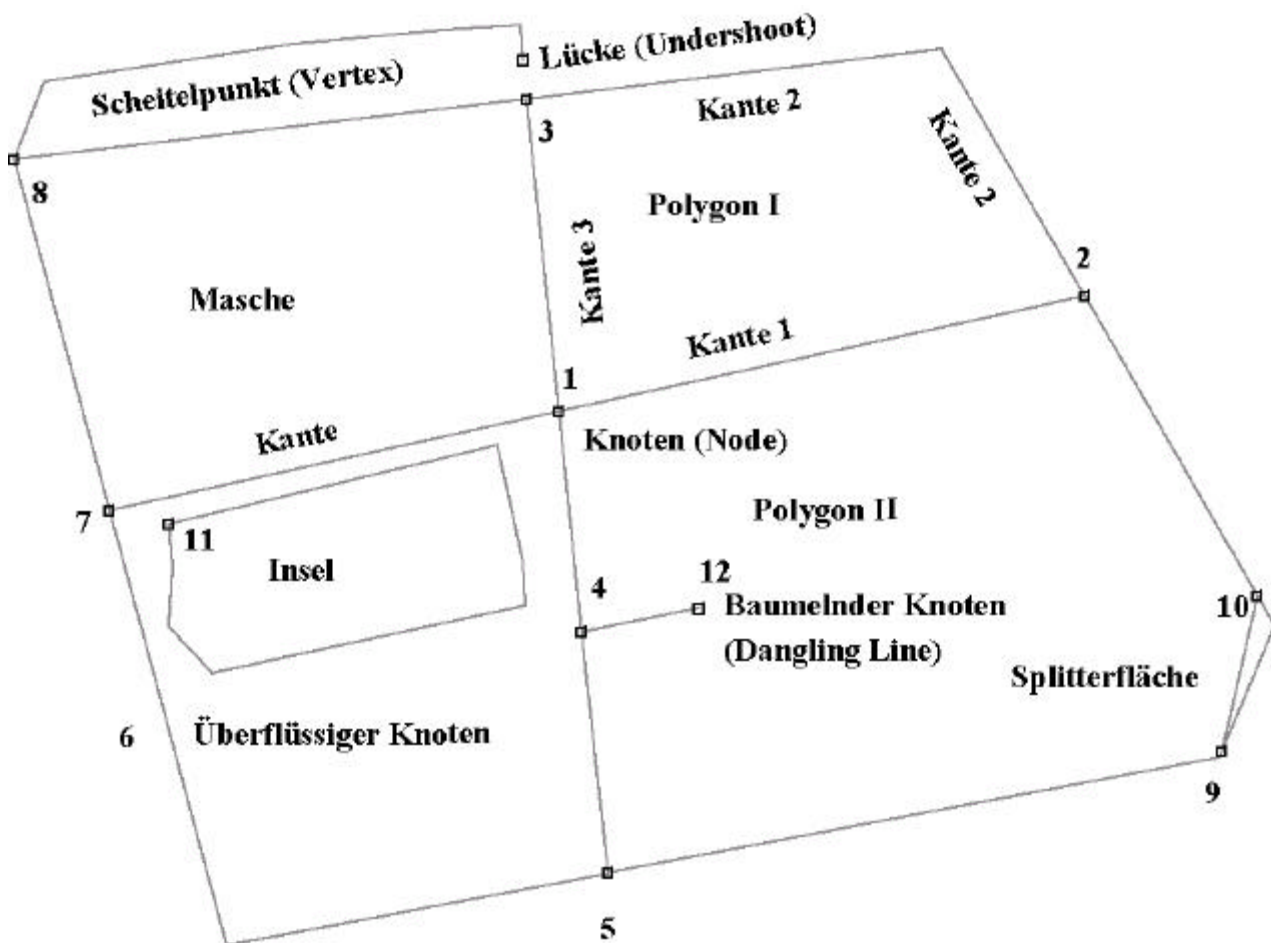 Lücke (Undershoot)
Scheitelpunkt (Vertex)
Kante 2
3
Kante 2
8
Polygon I
Kante 3
2
Masche
Kante 1
1
Kante
Knoten (Node)
7
11
Polygon II
Insel
12
4
Baumelnder Knoten
10
(Dangling Line)
Splitterfläche
6
Überflüssiger Knoten
9
5